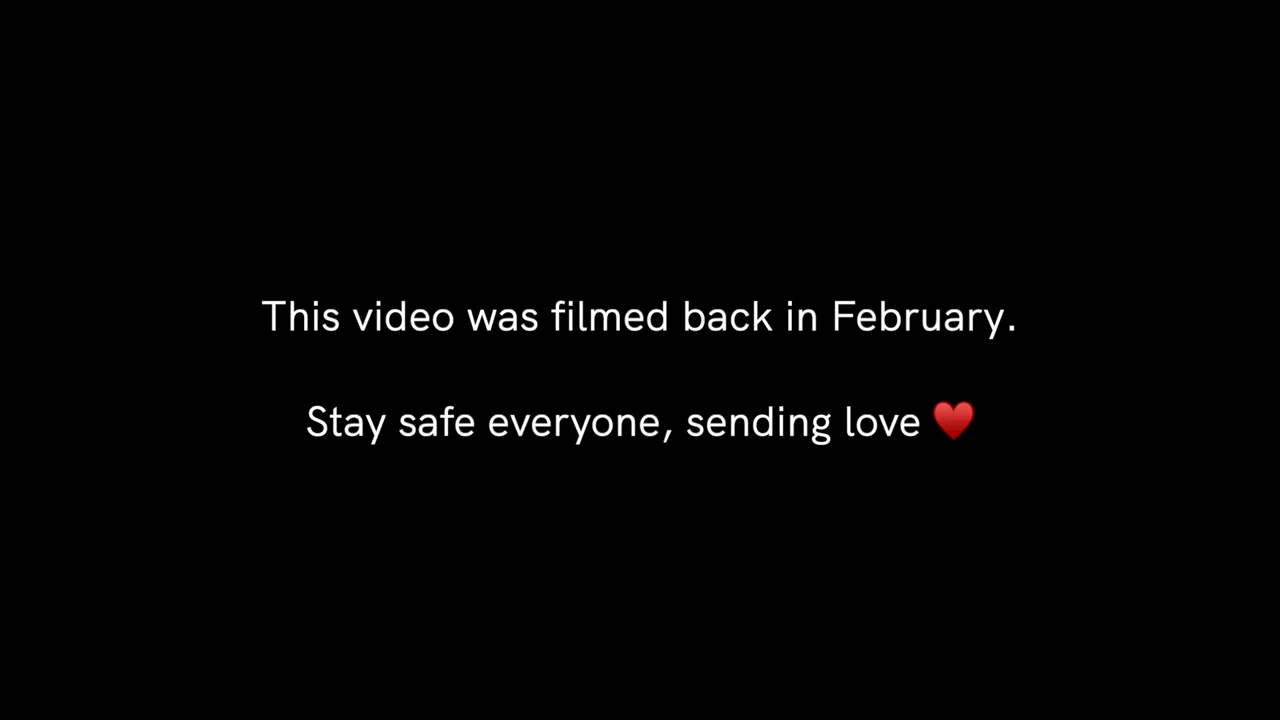 This video was filmed back in February.
Stay safe everyone, sending love ♥️